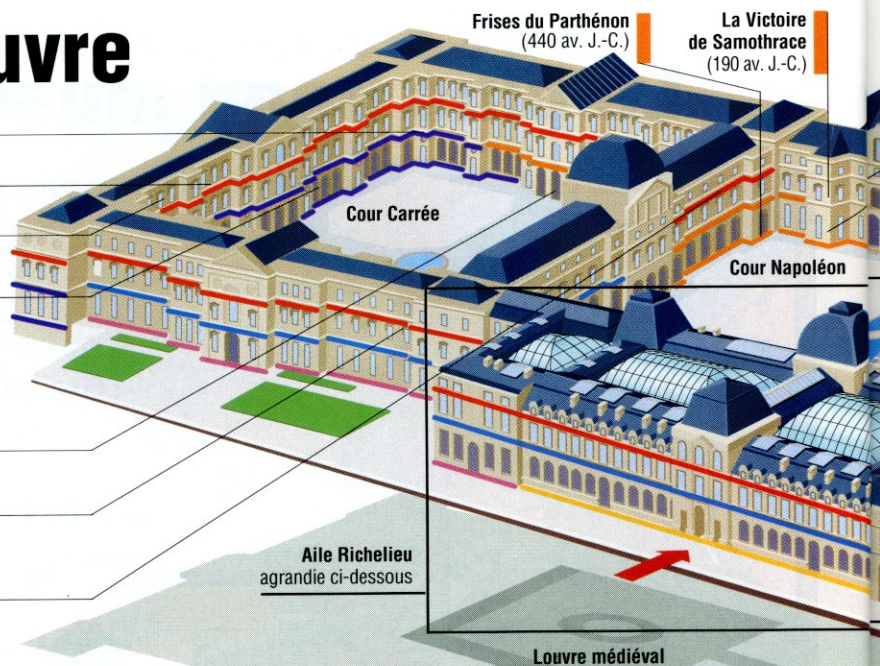 uvre
Frises du Parthénon
(440 av. J.-C.)
La Victoire
de Samothrace
(190 av. J.-C.)
Cour Carrée
Cour Napoléon
Aile Richelieu
agrandie ci-dessous
Louvre médiéval